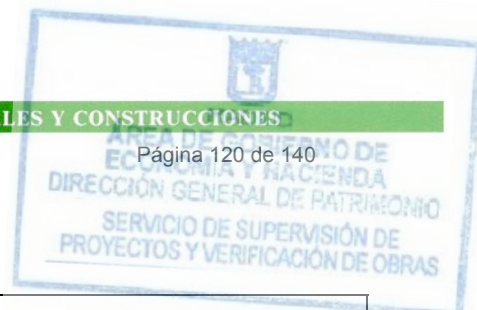 LES Y CONSTRUCCIONES
ÁREA DE GOBIERNO DE
Página 120 de 140
ECONOMÍA Y HACIENDA
DIRECCIÓN GENERAL DE PATRIMONIO
SERVICIO DE SUPERVISIÓN DE
PROYECTOS Y VERIFICACIÓN DE OBRAS